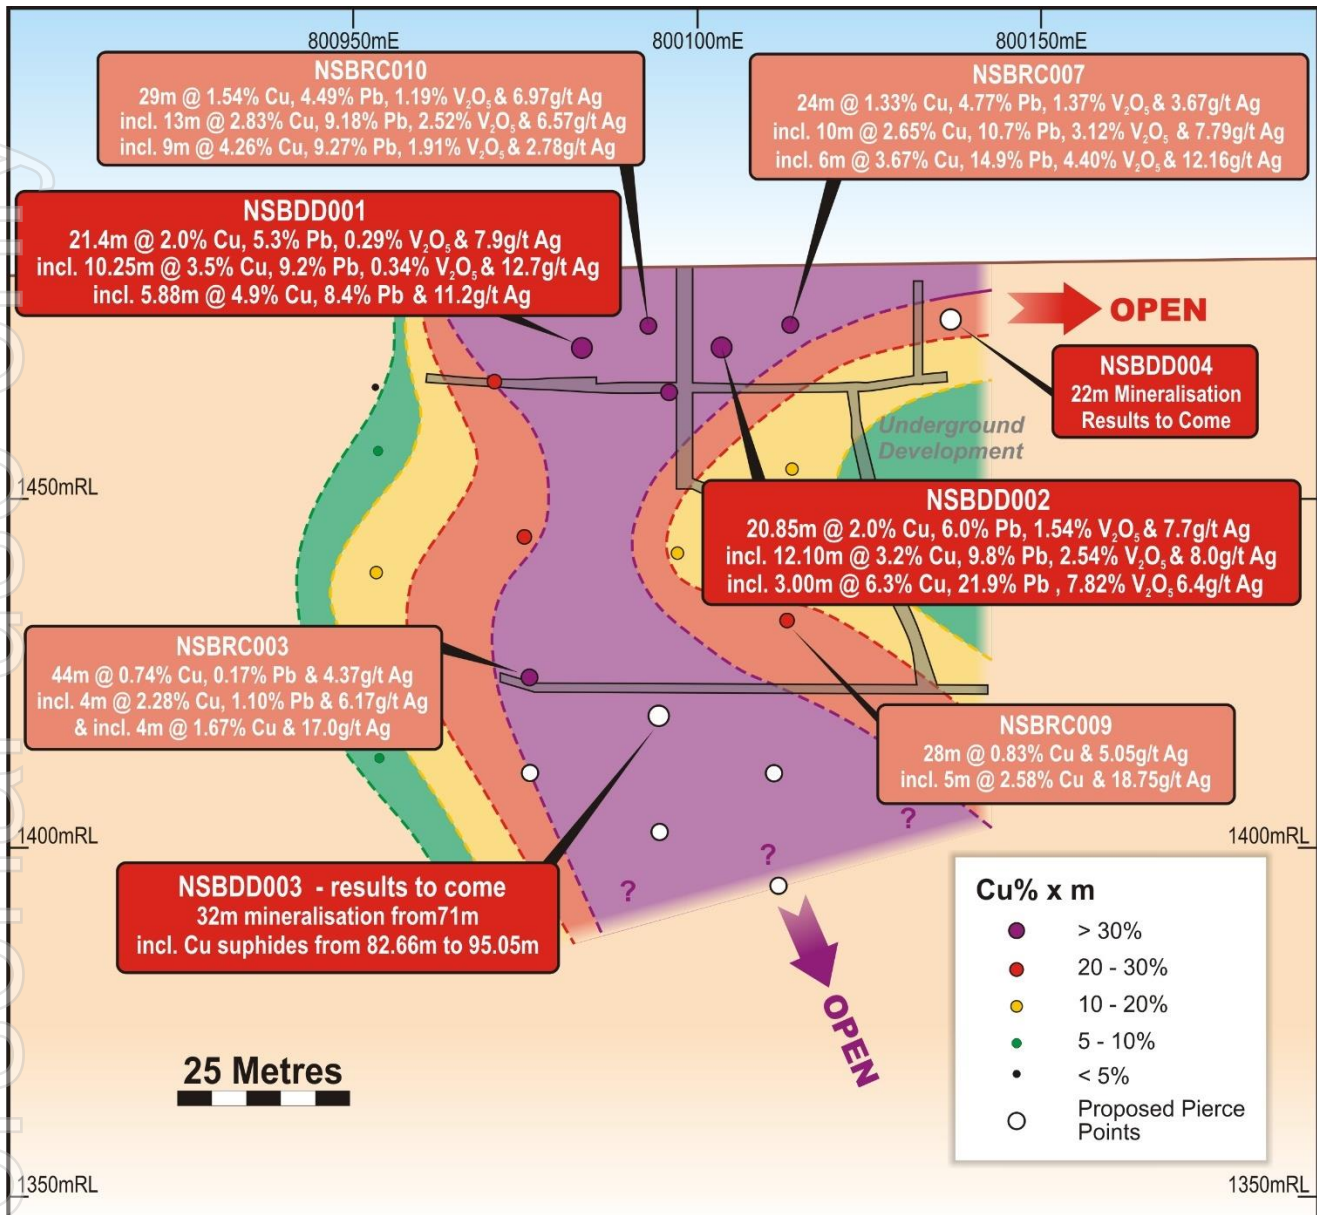 800950mE
800100mE
800150mE
NSBRC010
29m @ 1.54% Cu, 4.49% Pb, 1.19% V₂O₅ & 6.97g/t Ag
incl. 13m @ 2.83% Cu, 9.18% Pb, 2.52% V₂O₅ & 6.57g/t Ag
incl. 9m @ 4.26% Cu, 9.27% Pb, 1.91% V₂O₅ & 2.78g/t Ag
NSBRC007
24m @ 1.33% Cu, 4.77% Pb, 1.37% V₂O₅ & 3.67g/t Ag
incl. 10m @ 2.65% Cu, 10.7% Pb, 3.12% V₂O₅ & 7.79g/t Ag
incl. 6m @ 3.67% Cu, 14.9% Pb, 4.40% V₂O₅ & 12.16g/t Ag
NSBDD001
21.4m @ 2.0% Cu, 5.3% Pb, 0.29% V₂O₅ & 7.9g/t Ag
incl. 10.25m @ 3.5% Cu, 9.2% Pb, 0.34% V₂O₅ & 12.7g/t Ag
incl. 5.88m @ 4.9% Cu, 8.4% Pb & 11.2g/t Ag
OPEN
NSBDD004
22m Mineralisation
Results to Come
Underground
Development
1450mRL
NSBDD002
20.85m @ 2.0% Cu, 6.0% Pb, 1.54% V₂O₅ & 7.7g/t Ag
incl. 12.10m @ 3.2% Cu, 9.8% Pb, 2.54% V₂O₅ & 8.0g/t Ag
incl. 3.00m @ 6.3% Cu, 21.9% Pb , 7.82% V₂O₅ 6.4g/t Ag
NSBRC003
44m @ 0.74% Cu, 0.17% Pb & 4.37g/t Ag
incl. 4m @ 2.28% Cu, 1.10% Pb & 6.17g/t Ag
& incl. 4m @ 1.67% Cu & 17.0g/t Ag
NSBRC009
28m @ 0.83% Cu & 5.05g/t Ag
incl. 5m @ 2.58% Cu & 18.75g/t Ag
1400mRL
1400mRL
?
?
?
NSBDD003 - results to come
32m mineralisation from71m
incl. Cu suphides from 82.66m to 95.05m
OPEN
25 Metres
Cu% x m
> 30%
20 - 30%
10 - 20%
5 - 10%
< 5%
Proposed Pierce
Points
1350mRL
1350mRL